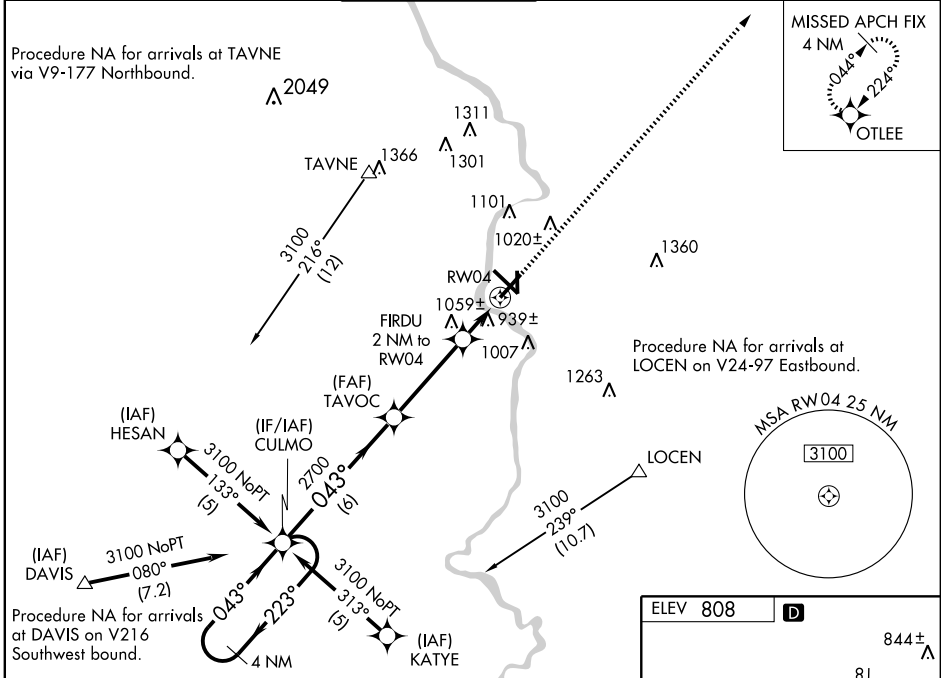 Procedure NA for arrivals at TAVNE
via V9-177 Northbound.
MISSED APCH FIX
4 NM
044°
224°
OTLEE
2049
1311
1301
TAVNE
1366
3100
216°
(12)
1101
1020±
1360
RW04
1059±
939±
FIRDU
2 NM to
RW04
1007
Procedure NA for arrivals at
LOCEN on V24-97 Eastbound.
1263
(FAF)
TAVOC
(IAF)
HESAN
(IF/IAF)
CULMO
3100 NoPT
133°
(5)
2700
043°
(6)
MSA RW04 25 NM
3100
LOCEN
3100
239°
(10.7)
(IAF)
DAVIS
3100 NoPT
080°
(7.2)
3100 NoPT
313°
(5)
043°
223°
4 NM
(IAF)
KATYE
Procedure NA for arrivals
at DAVIS on V216
Southwest bound.
ELEV 808
D
844±